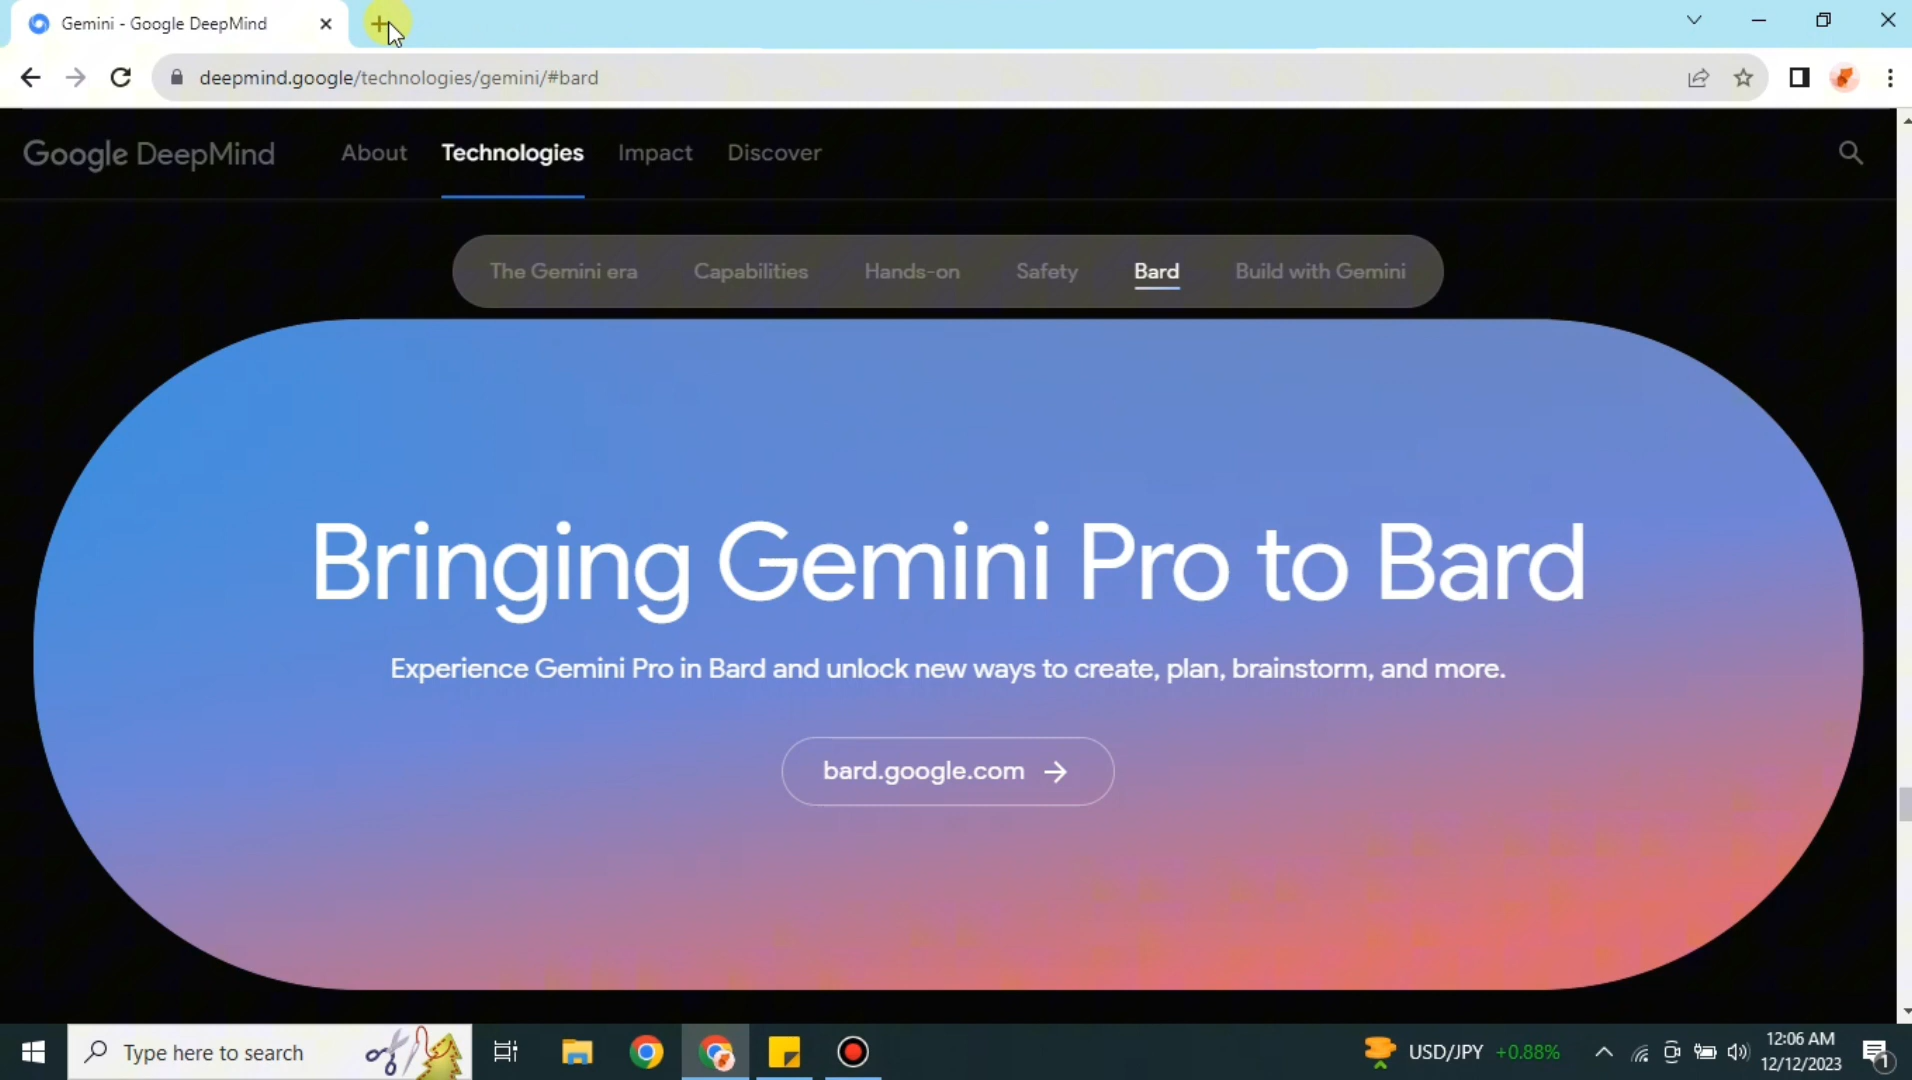 Gemini - Google DeepMind
deepmind.google/technologies/gemini/#bard
Google DeepMind About Technologies Impact Discover
The Gemini era Capabilities Hands-on Safety Bard Build with Gemini
Bringing Gemini Pro to Bard
Experience Gemini Pro in Bard and unlock new ways to create, plan, brainstorm, and more.
bard.google.com
Type here to search
USD/JPY +0.88%
12:06 AM
12/12/2023
1